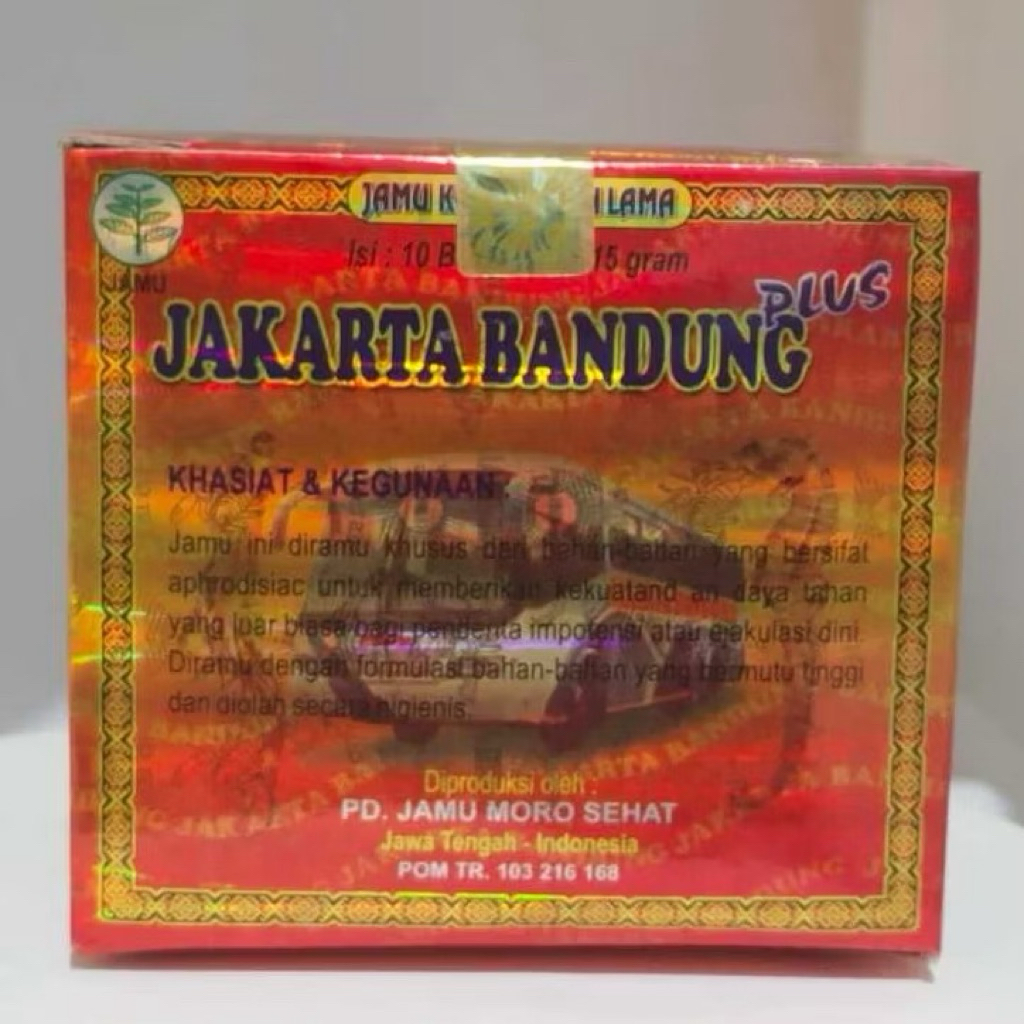 JAMU K LAMA
Isi : 10 B 15 gram
JAMU
PLUS
JAKARTA BANDUNG
KHASIAT & KEGUNAAN :
Jamu ini diramu khusus dari bahan-bahan yang bersifat
aphrodisiac untuk memberikan kekuatand an daya tahan
yang luar biasa bagi penderita impotensi atau ejakulasi dini.
Diramu dengan formulasi bahan-bahan yang bermutu tinggi
dan diolah secara higienis.
Diproduksi oleh :
PD. JAMU MORO SEHAT
Jawa Tengah - Indonesia
POM TR. 103 216 168